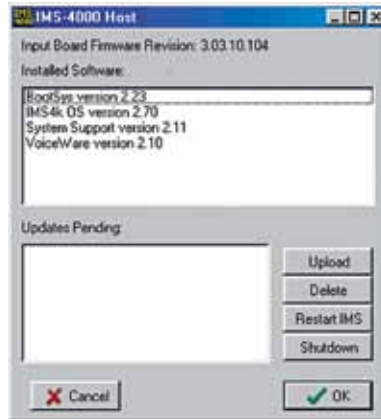 IMS-4000 Host
Input Board Firmware Revision: 3.03.10.104
Installed Software:
BootSys version 2.23
IMS4k OS version 2.70
System Support version 2.11
VoiceWare version 2.10
Updates Pending:
Upload
Delete
Restart IMS
Shutdown
Cancel
OK